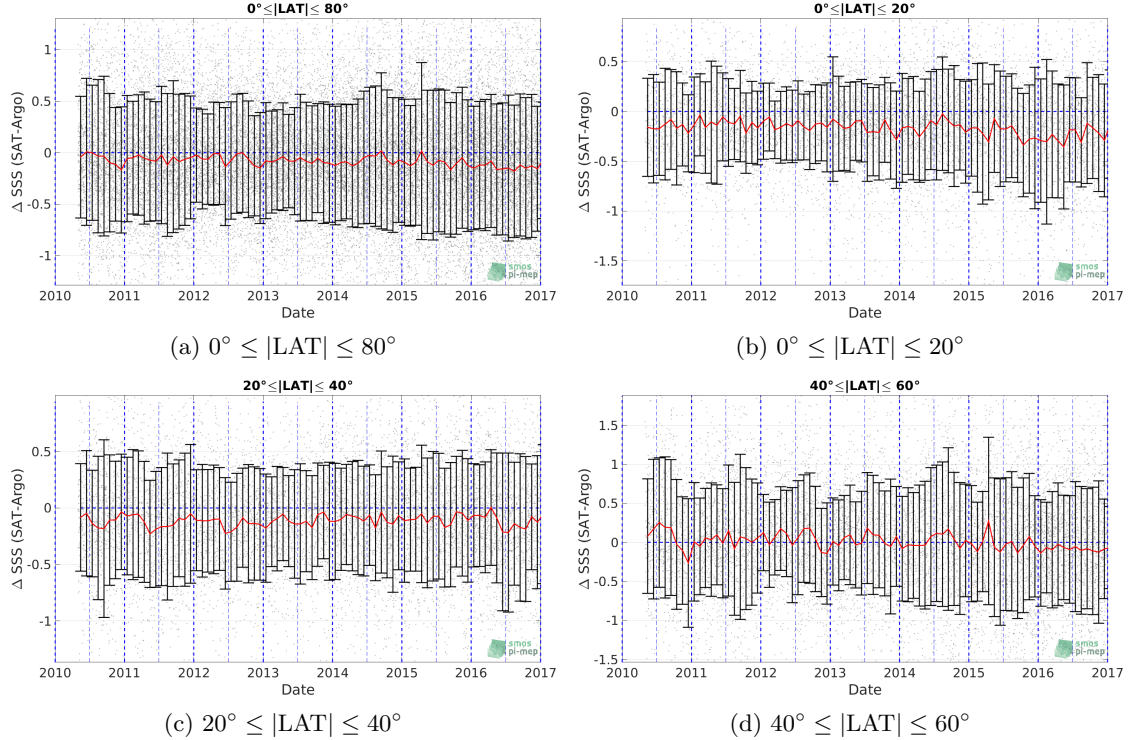 0°≤|LAT|≤ 80°
Δ SSS (SAT-Argo)
1
0.5
0
-0.5
-1
smos
pi-mep
2010 2011 2012 2013 2014 2015 2016 2017
Date
(a) 0° ≤ |LAT| ≤ 80°
0°≤|LAT|≤ 20°
Δ SSS (SAT-Argo)
0.5
0
-0.5
-1
-1.5
smos
pi-mep
2010 2011 2012 2013 2014 2015 2016 2017
Date
(b) 0° ≤ |LAT| ≤ 20°
20°≤|LAT|≤ 40°
Δ SSS (SAT-Argo)
0.5
0
-0.5
-1
smos
pi-mep
2010 2011 2012 2013 2014 2015 2016 2017
Date
(c) 20° ≤ |LAT| ≤ 40°
40°≤|LAT|≤ 60°
Δ SSS (SAT-Argo)
1.5
1
0.5
0
-0.5
-1
-1.5
smos
pi-mep
2010 2011 2012 2013 2014 2015 2016 2017
Date
(d) 40° ≤ |LAT| ≤ 60°